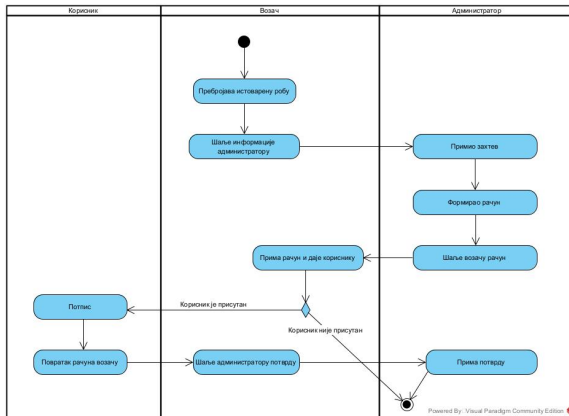 Корисник
Возач
Администратор
Пребројава истоварену робу
Шаље информације
администратору
Примио захтев
Формирао рачун
Шаље возачу рачун
Прима рачун и даје кориснику
Корисник је присутан
Потпис
Корисник није присутан
Повратак рачуна возачу
Шаље администратору потврду
Прима потврду
Powered By: Visual Paradigm Community Edition